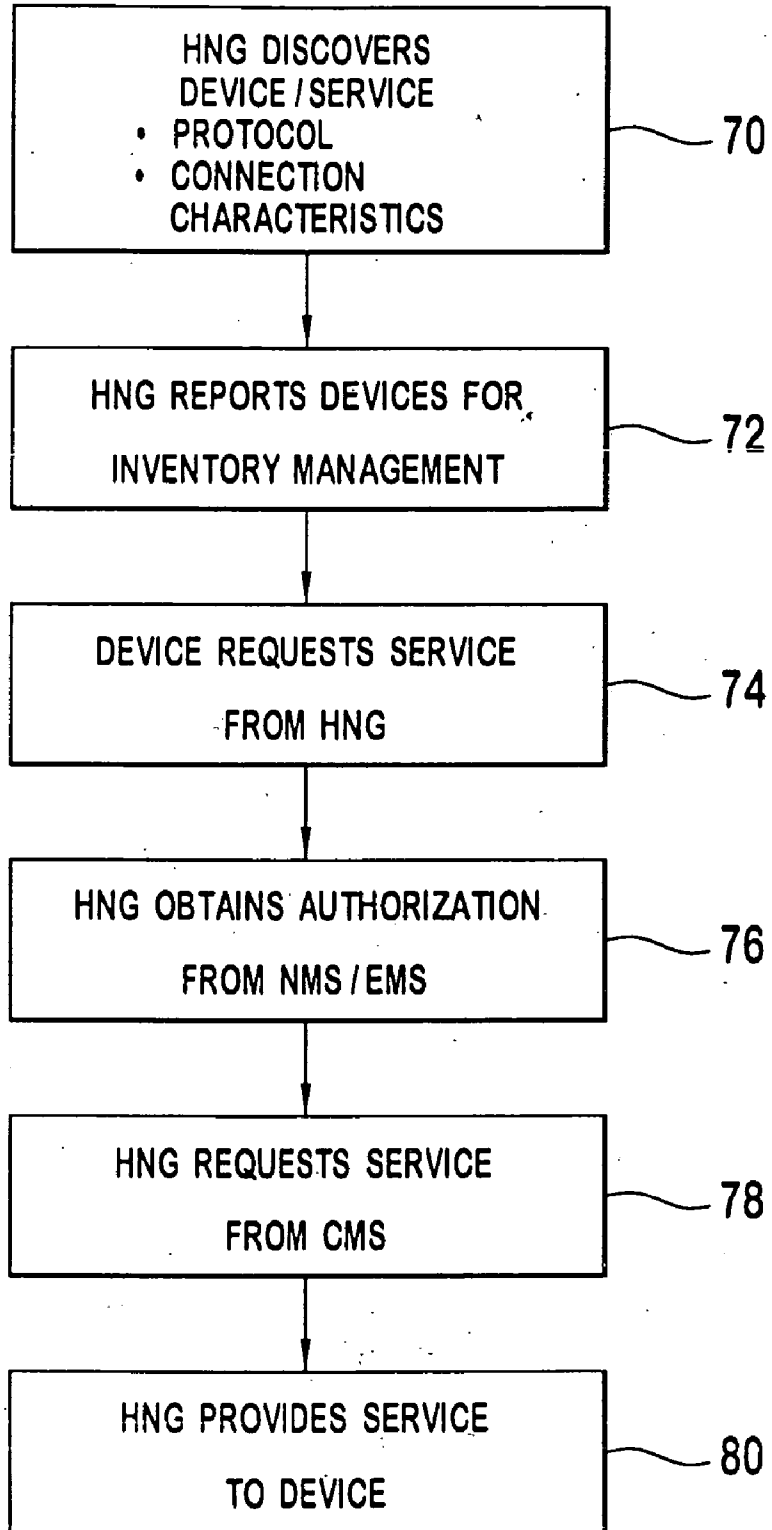 HNG DISCOVERS
DEVICE / SERVICE
• PROTOCOL
• CONNECTION
CHARACTERISTICS
70
HNG REPORTS DEVICES FOR
INVENTORY MANAGEMENT
72
DEVICE REQUESTS SERVICE
FROM HNG
74
HNG OBTAINS AUTHORIZATION
FROM NMS / EMS
76
HNG REQUESTS SERVICE
FROM CMS
78
HNG PROVIDES SERVICE
TO DEVICE
80